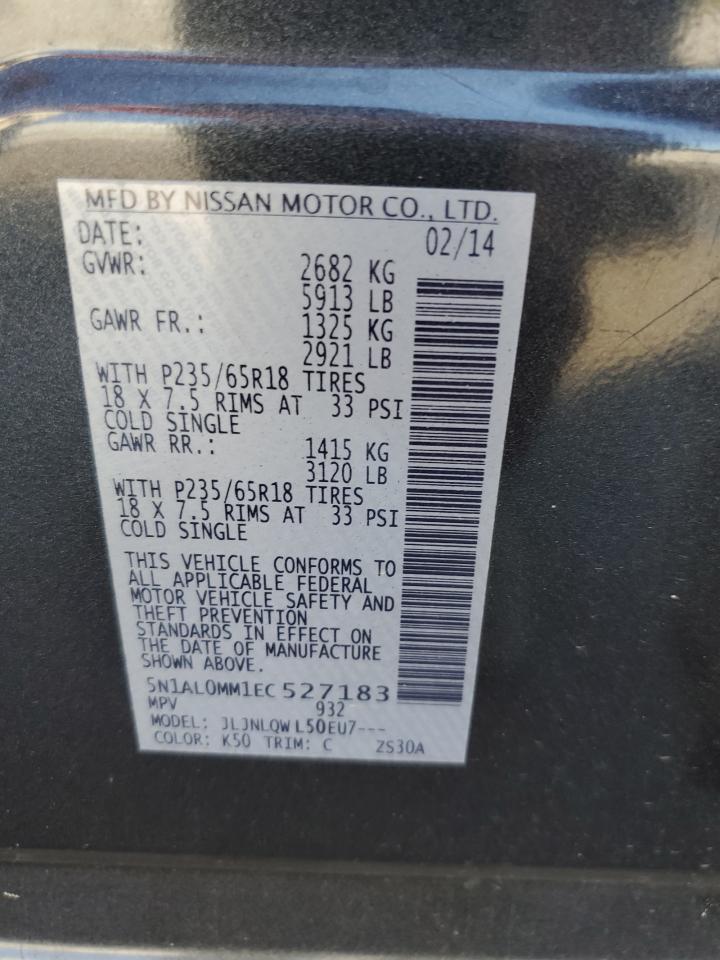 MFD BY NISSAN MOTOR CO., LTD.
DATE: 02/14
GVWR: 2682 KG
5913 LB
GAWR FR.: 1325 KG
2921 LB
WITH P235/65R18 TIRES
18 X 7.5 RIMS AT 33 PSI
COLD SINGLE
GAWR RR.: 1415 KG
3120 LB
WITH P235/65R18 TIRES
18 X 7.5 RIMS AT 33 PSI
COLD SINGLE
THIS VEHICLE CONFORMS TO
ALL APPLICABLE FEDERAL
MOTOR VEHICLE SAFETY AND
THEFT PREVENTION
STANDARDS IN EFFECT ON
THE DATE OF MANUFACTURE
SHOWN ABOVE.
5N1AL0MM1EC 527183
MPV 932
MODEL: JLJNLQW L50EU7---
COLOR: K50 TRIM: C ZS30A